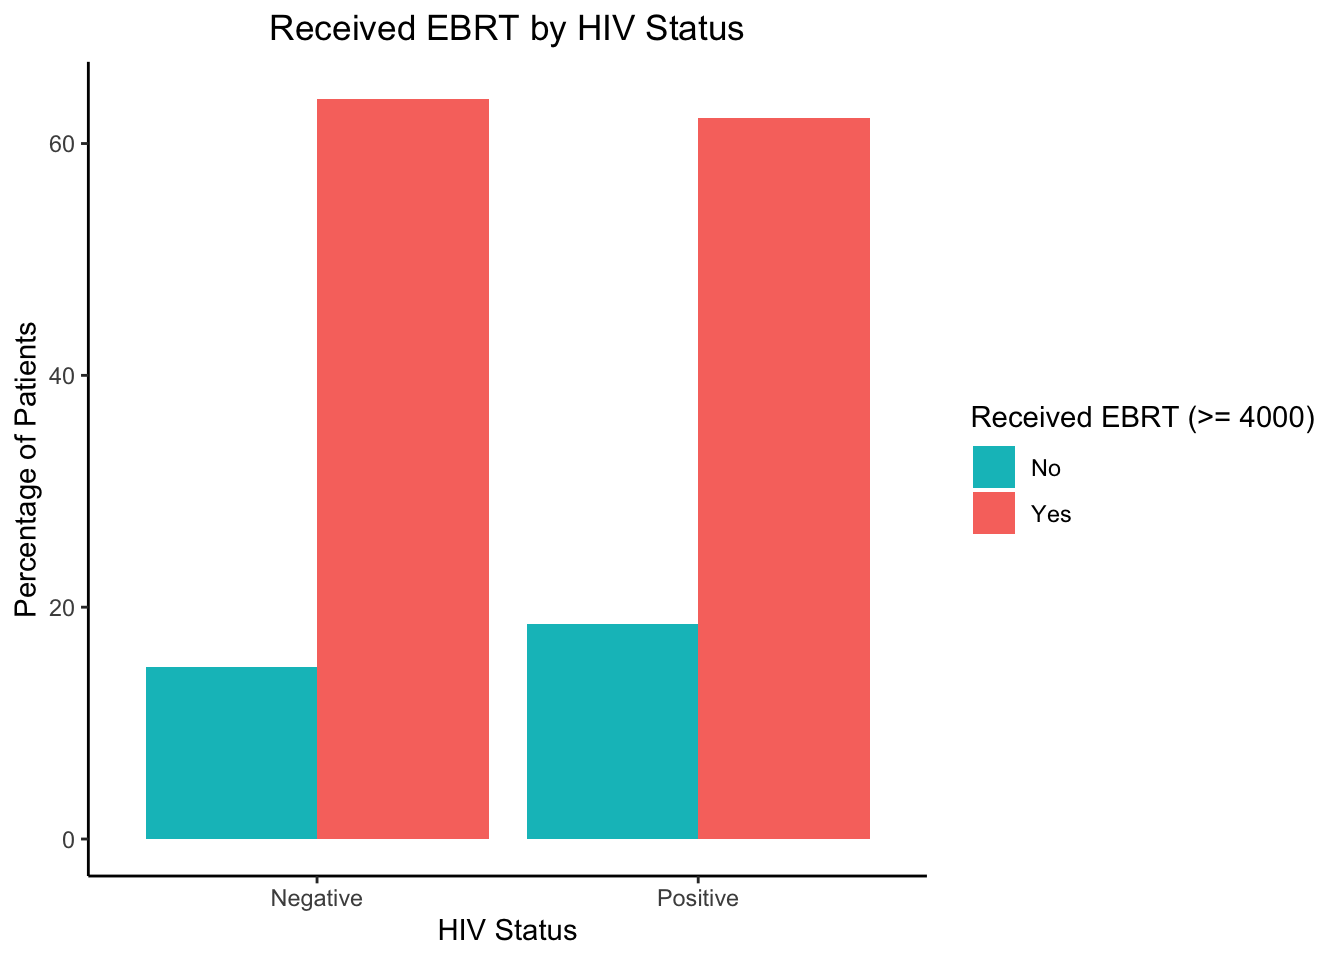 Received EBRT by HIV Status
Percentage of Patients
60
40
20
0
Negative
Positive
HIV Status
Received EBRT (>= 4000)
No
Yes